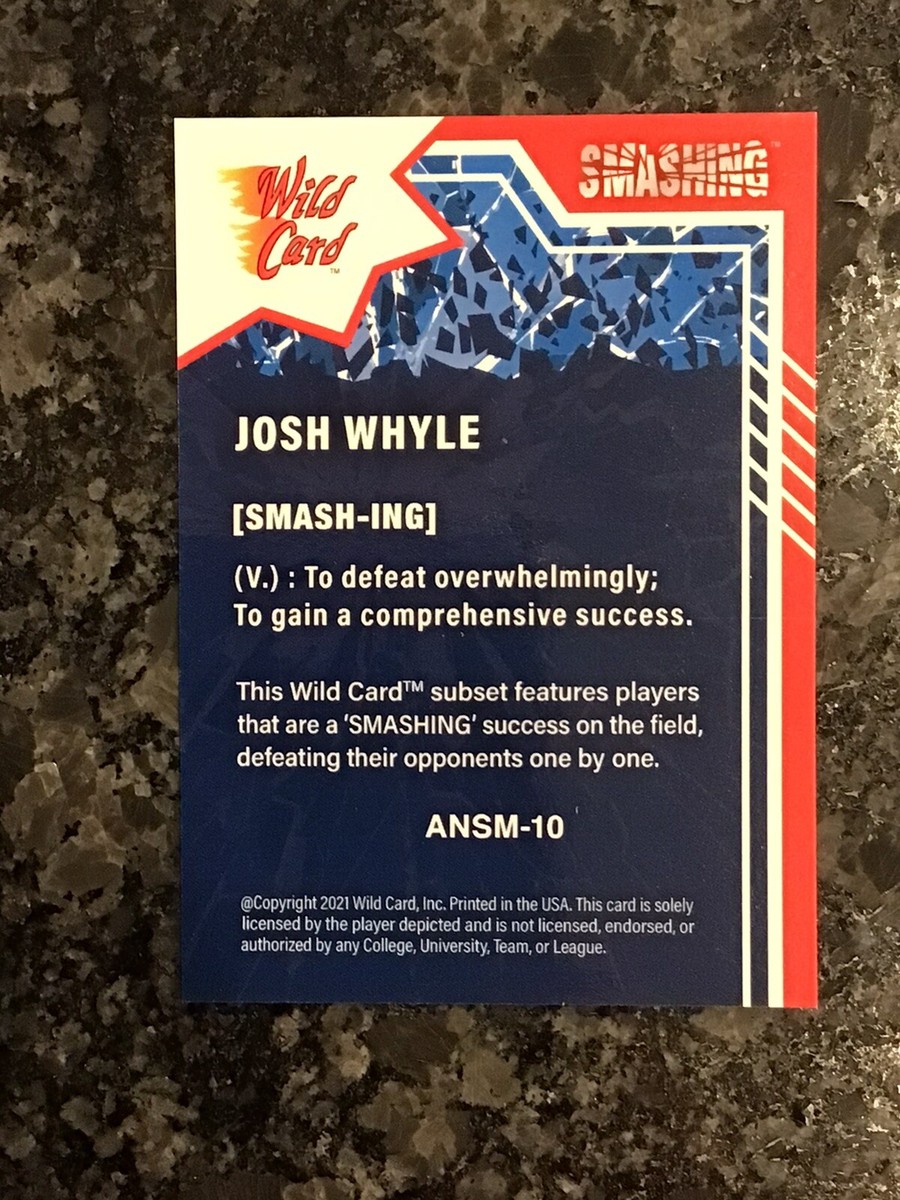 Wild
Card
TM
SMASHING
JOSH WHYLE
[SMASH-ING]
(V.) : To defeat overwhelmingly;
To gain a comprehensive success.
This Wild Card™ subset features players
that are a 'SMASHING' success on the field,
defeating their opponents one by one.
ANSM-10
@Copyright 2021 Wild Card, Inc. Printed in the USA. This card is solely
licensed by the player depicted and is not licensed, endorsed, or
authorized by any College, University, Team, or League.